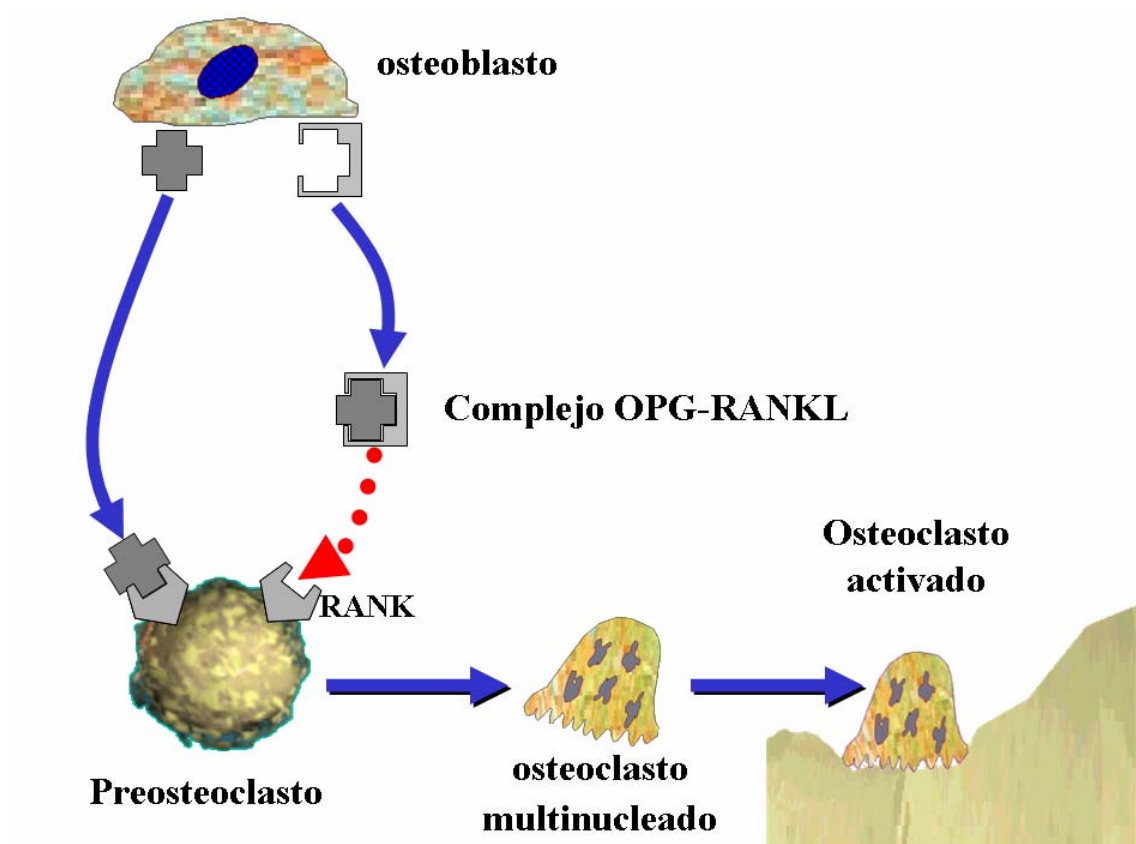 osteoblasto
Complejo OPG-RANKL
RANK
Preosteoclasto
osteoclasto
multinucleado
Osteoclasto
activado